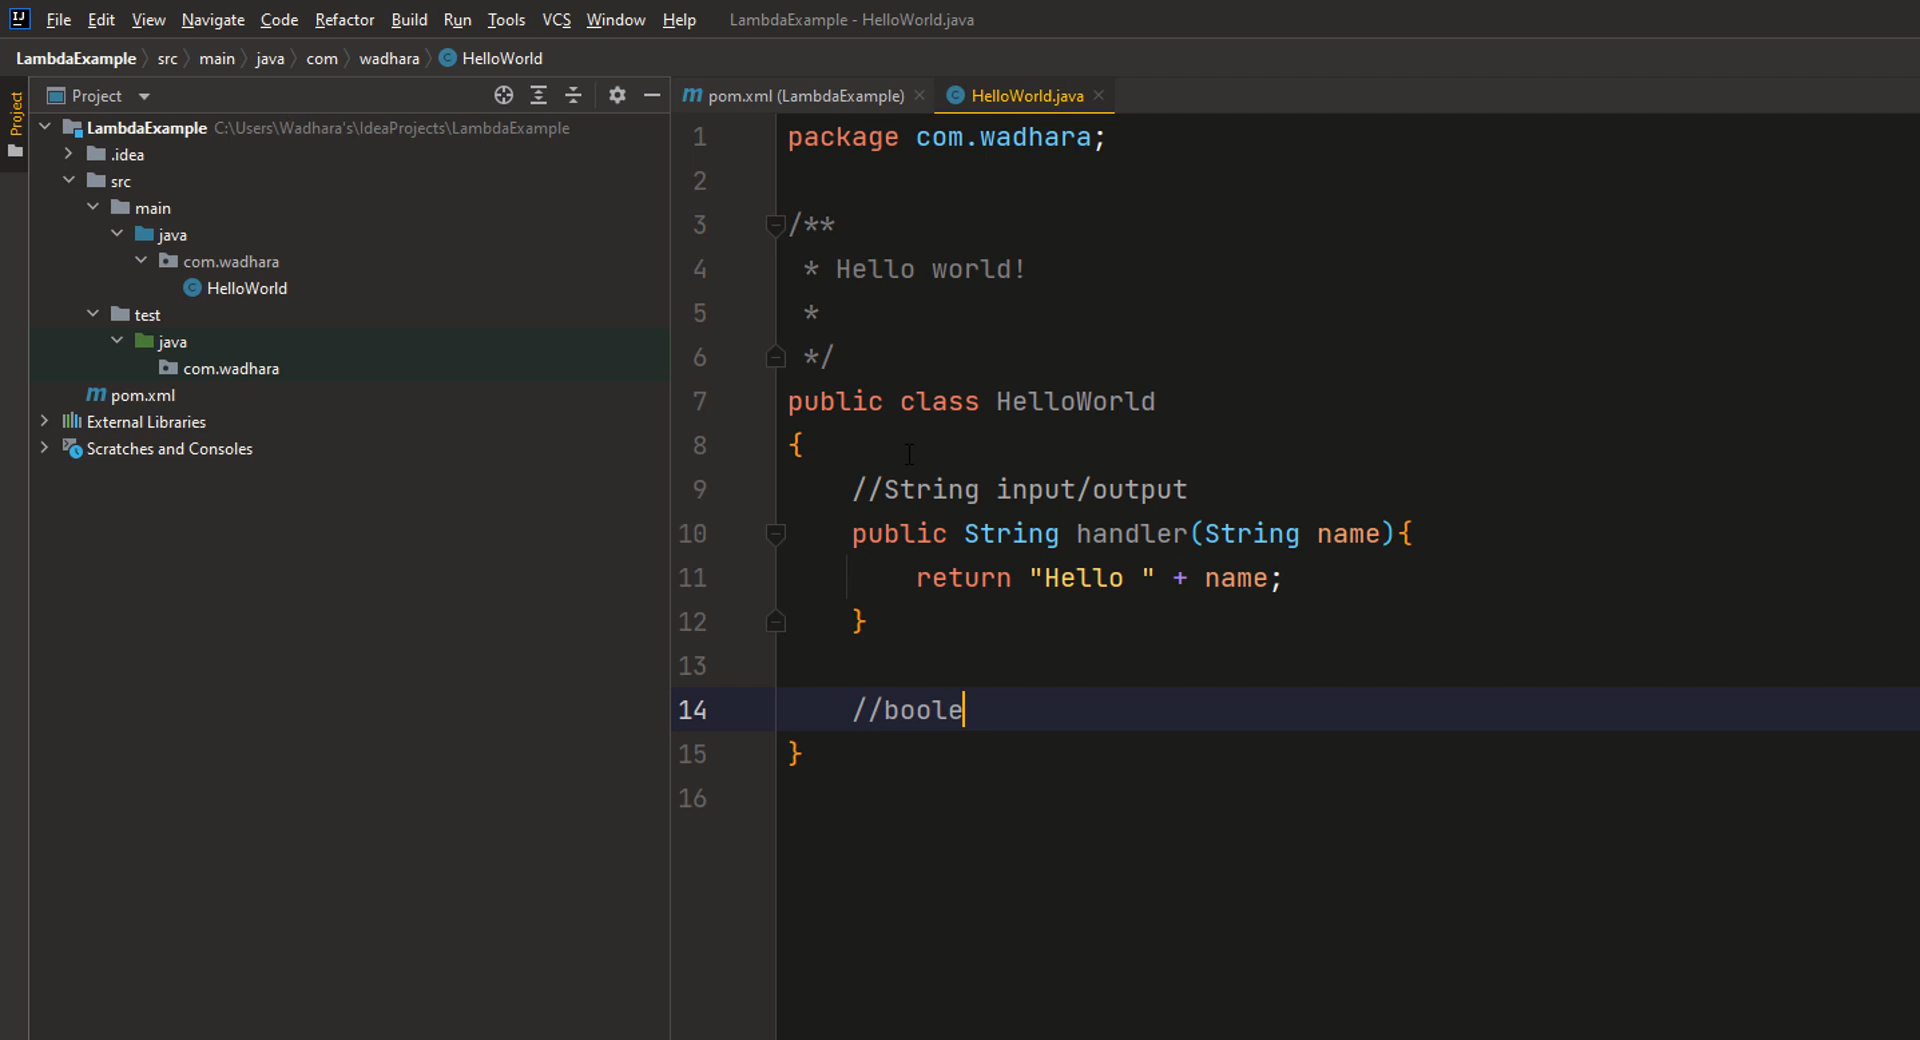 IJ File Edit View Navigate Code Refactor Build Run Tools VCS Window Help LambdaExample - HelloWorld.java
LambdaExample src main java com wadhara C HelloWorld
Project
Project
m pom.xml (LambdaExample)
C HelloWorld.java
LambdaExample C:\Users\Wadhara's\IdeaProjects\LambdaExample
.idea
src
main
java
com.wadhara
C HelloWorld
test
java
com.wadhara
m pom.xml
External Libraries
Scratches and Consoles
1 package com.wadhara;
2
3 /**
4 * Hello world!
5 *
6 */
7 public class HelloWorld
8 {
9 //String input/output
10 public String handler(String name){
11 return "Hello " + name;
12 }
13
14 //boole
15 }
16